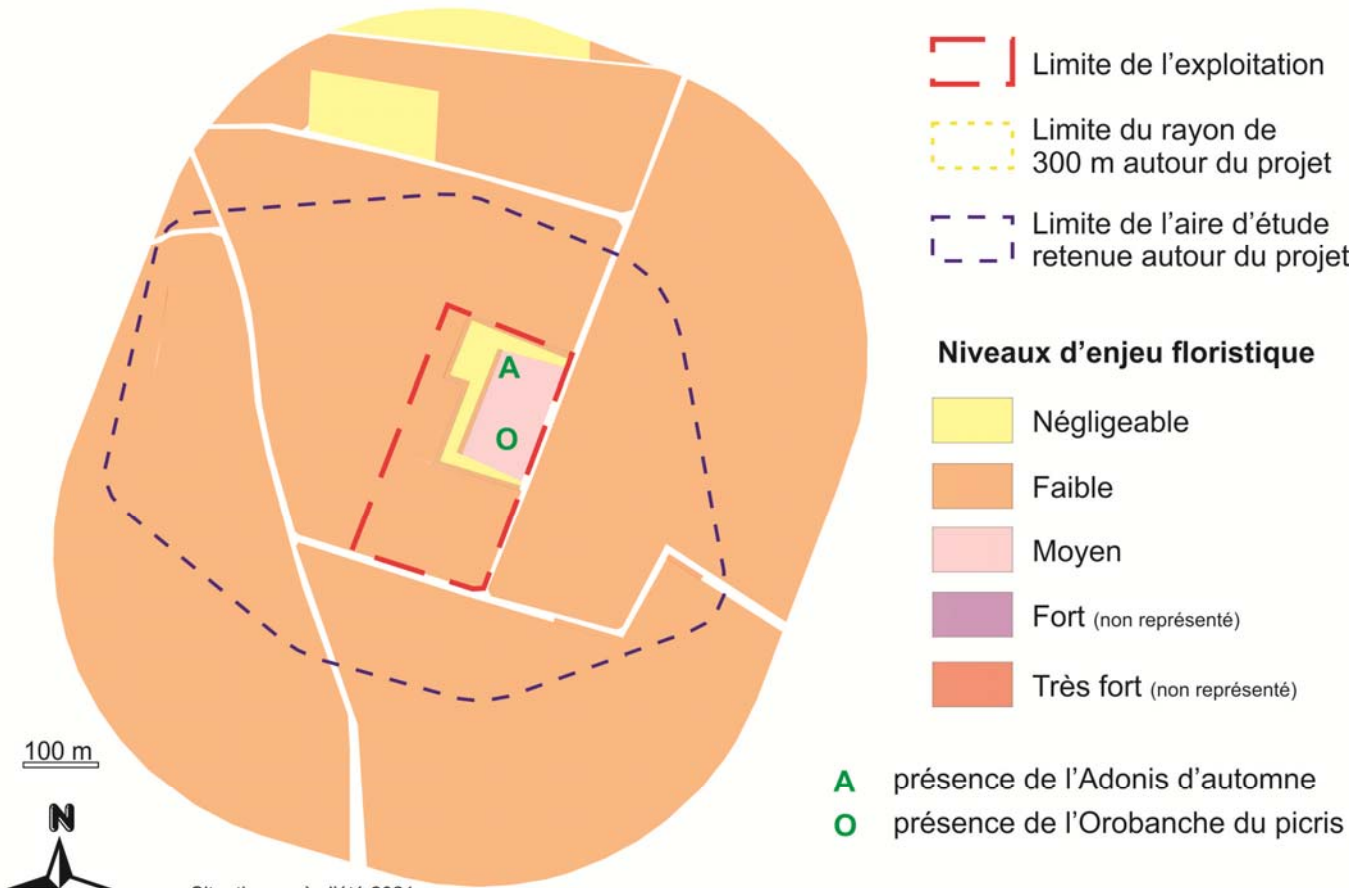 Limite de l'exploitation
Limite du rayon de
300 m autour du projet
Limite de l'aire d'étude
retenue autour du projet
Niveaux d'enjeu floristique
Négligeable
Faible
Moyen
Fort (non représenté)
Très fort (non représenté)
A présence de l'Adonis d'automne
O présence de l'Orobanche du picris
A
O
100 m
N